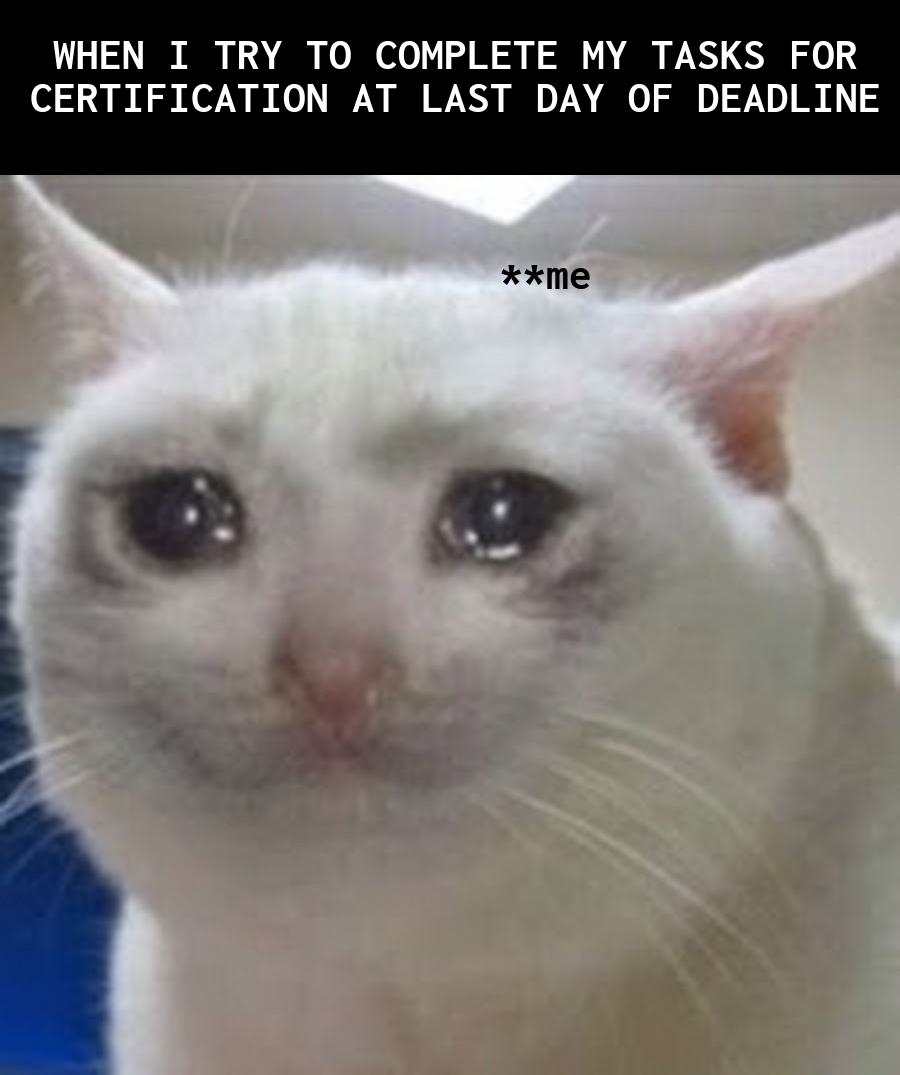 WHEN I TRY TO COMPLETE MY TASKS FOR
CERTIFICATION AT LAST DAY OF DEADLINE
**me